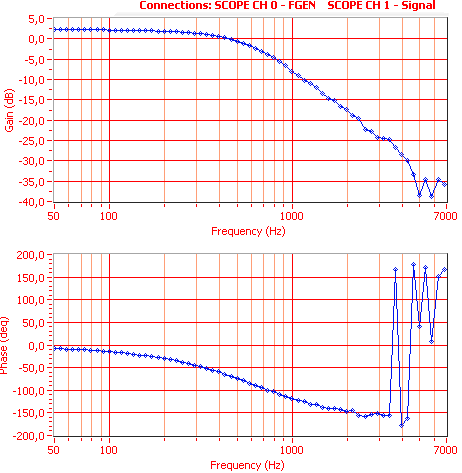 Connections: SCOPE CH 0 - FGEN   SCOPE CH 1 - Signal
5,0
0,0
-5,0
-10,0
-15,0
-20,0
-25,0
-30,0
-35,0
-40,0
Gain (dB)
50 100 1000 7000
Frequency (Hz)
200,0
150,0
100,0
50,0
0,0
-50,0
-100,0
-150,0
-200,0
Phase (deq)
50 100 1000 7000
Frequency (Hz)